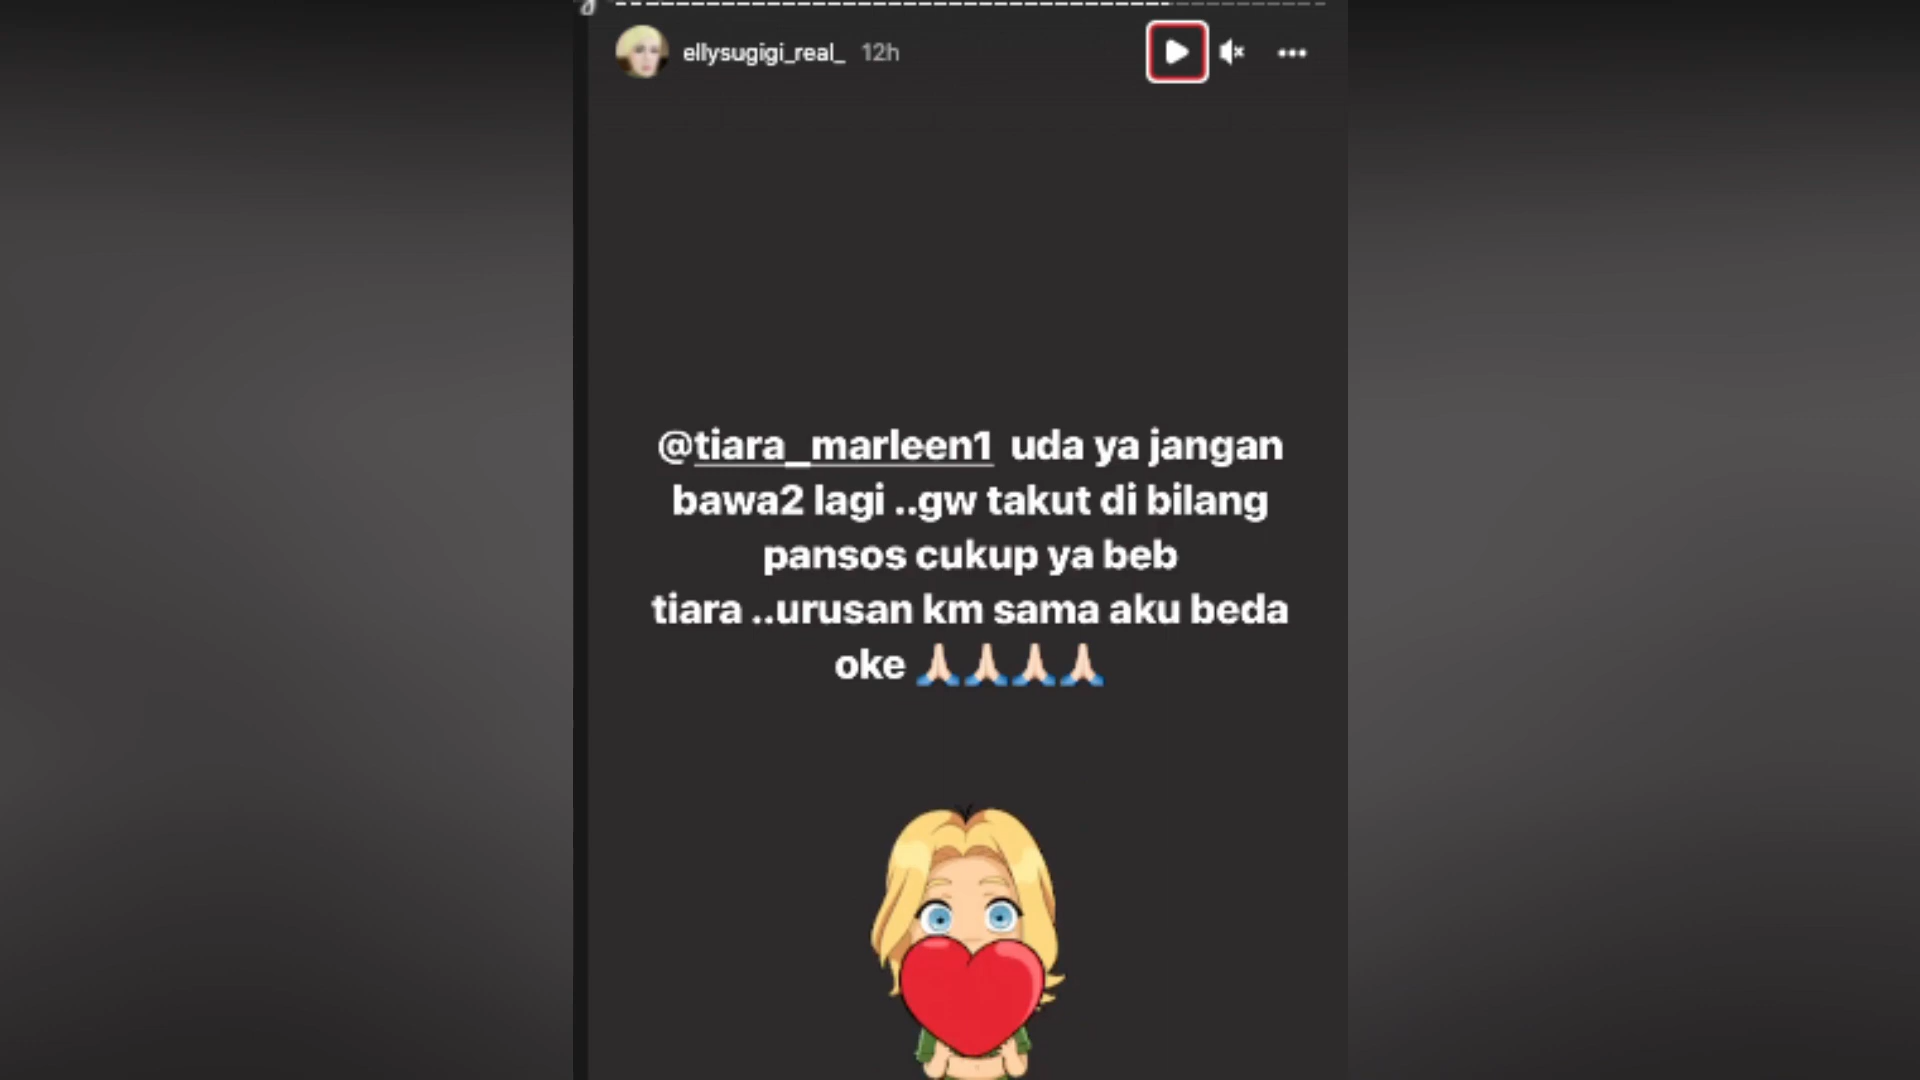 ellysugigi_real_ 12h
@tiara_marleen1 uda ya jangan
bawa2 lagi ..gw takut di bilang
pansos cukup ya beb
tiara ..urusan km sama aku beda
oke 🙏🏻🙏🏻🙏🏻🙏🏻